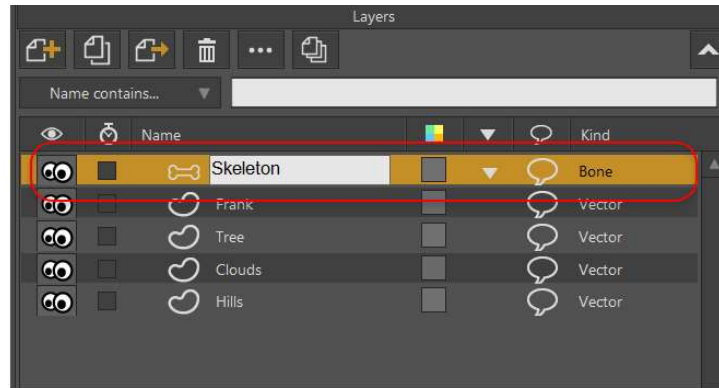 Layers
Name contains...
Name Kind
Skeleton Bone
Frank Vector
Tree Vector
Clouds Vector
Hills Vector